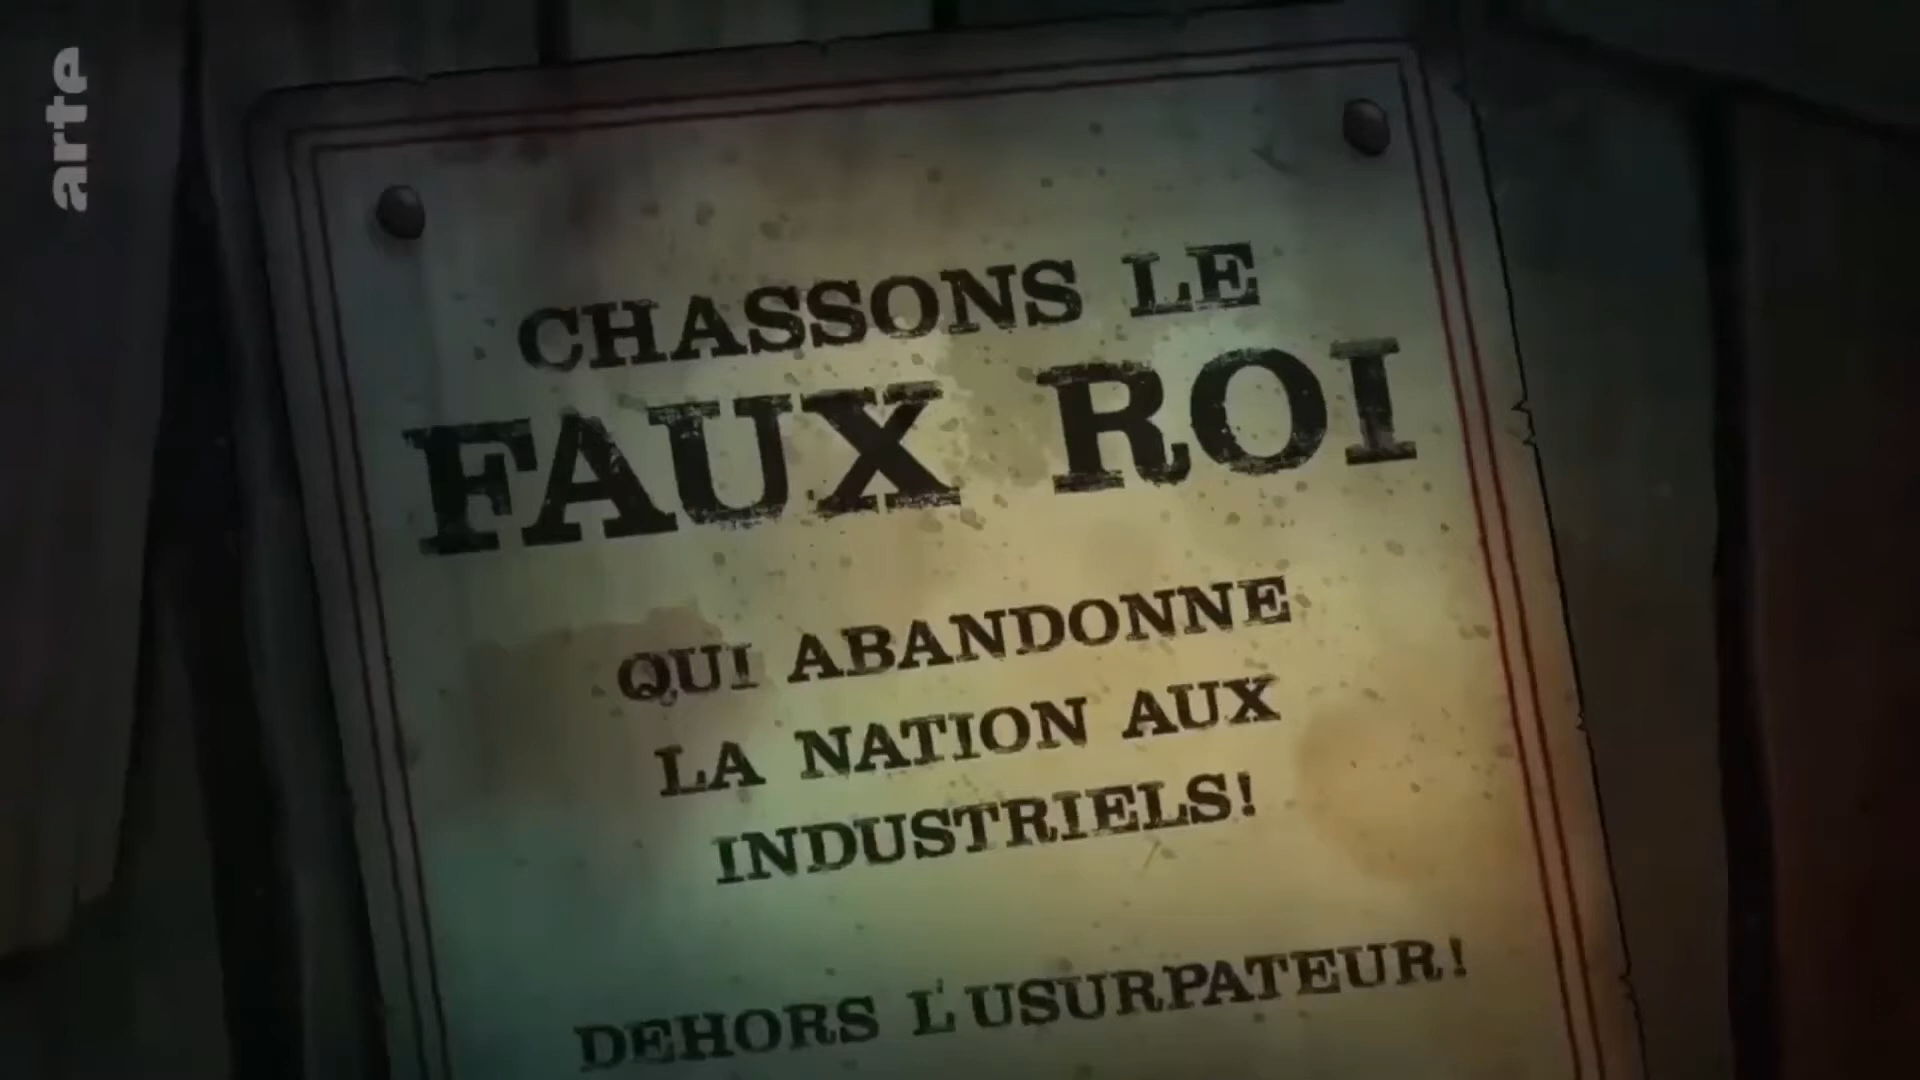 arte
CHASSONS LE
FAUX ROI
QUI ABANDONNE
LA NATION AUX
INDUSTRIELS!
DEHORS L'USURPATEUR!